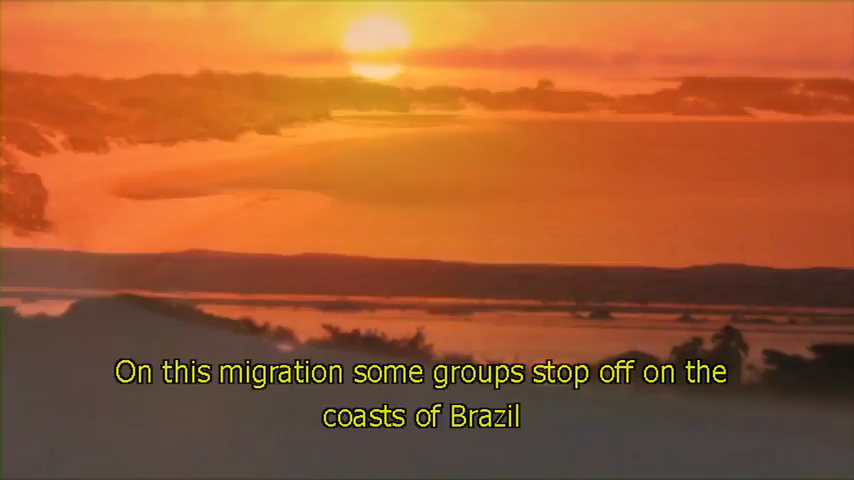 On this migration some groups stop off on the
coasts of Brazil